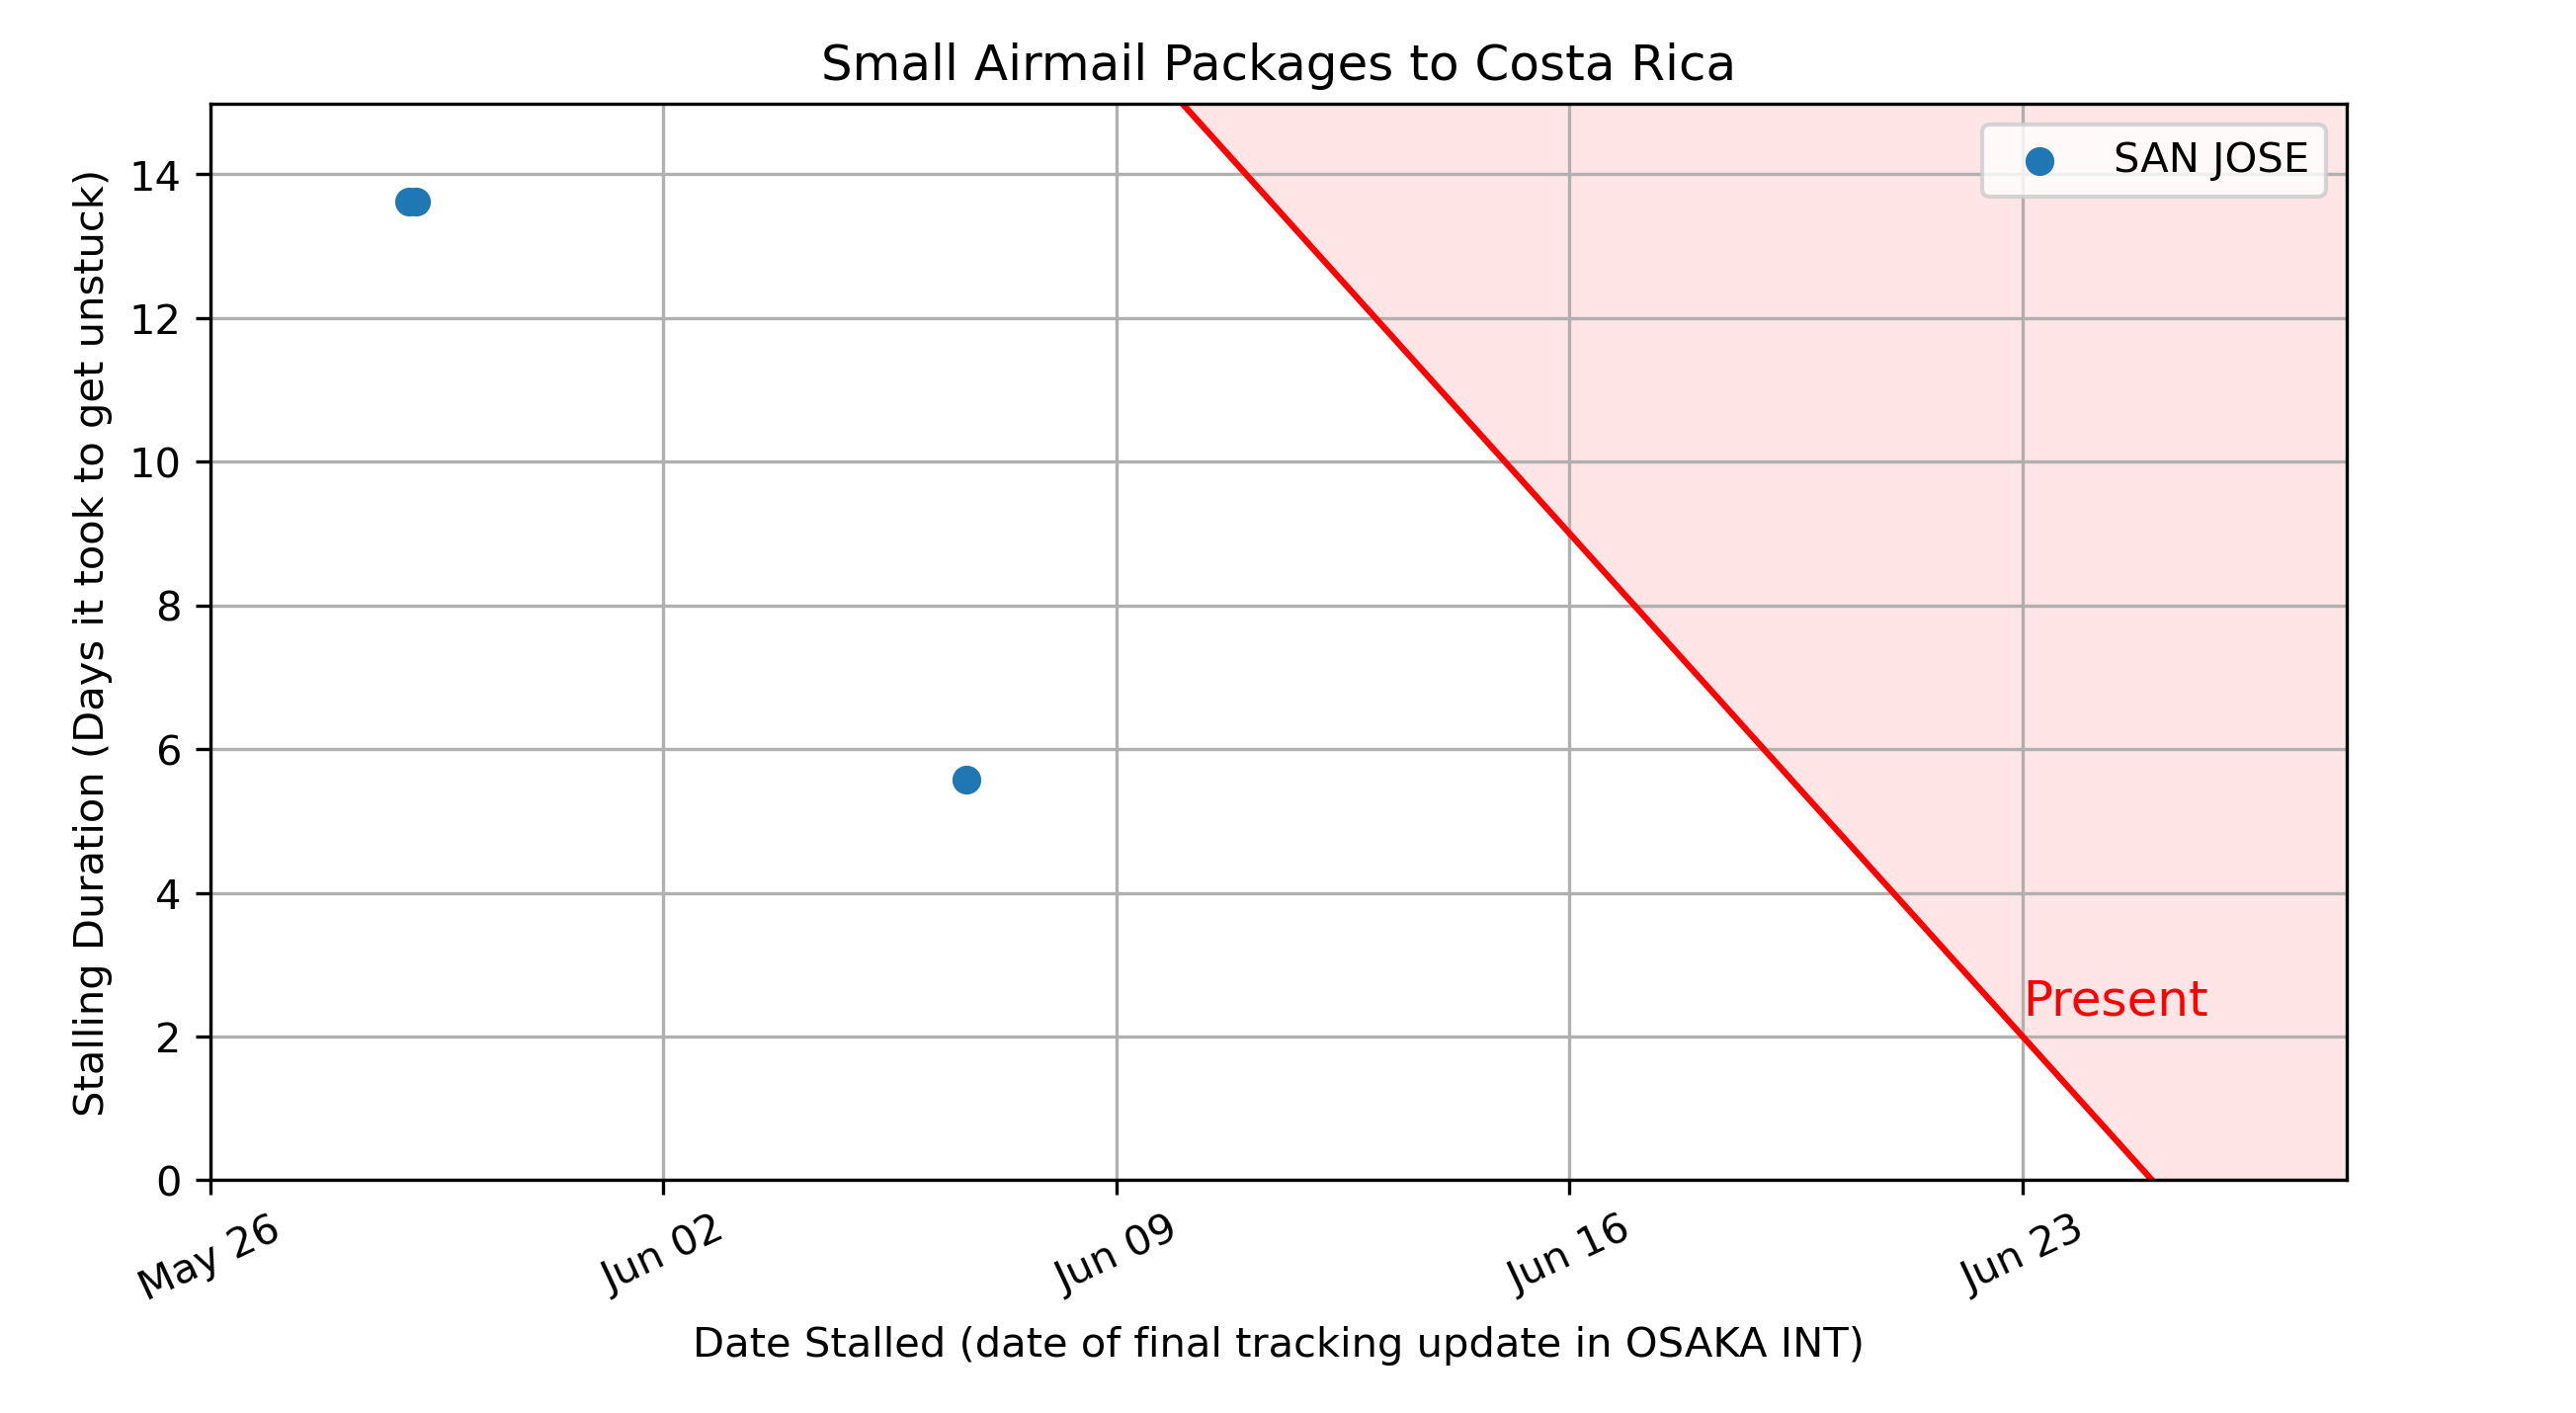 Small Airmail Packages to Costa Rica
SAN JOSE
Stalling Duration (Days it took to get unstuck)
14
12
10
8
6
4
2
0
Present
May 26
Jun 02
Jun 09
Jun 16
Jun 23
Date Stalled (date of final tracking update in OSAKA INT)